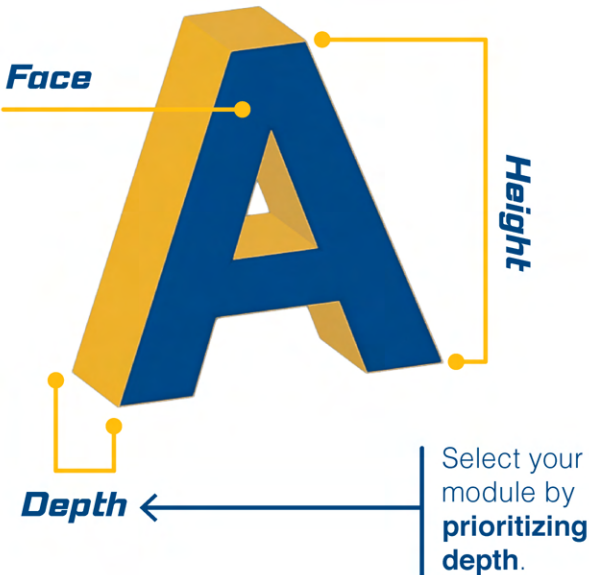 Face
Height
Depth
Select your
module by
prioritizing
depth.